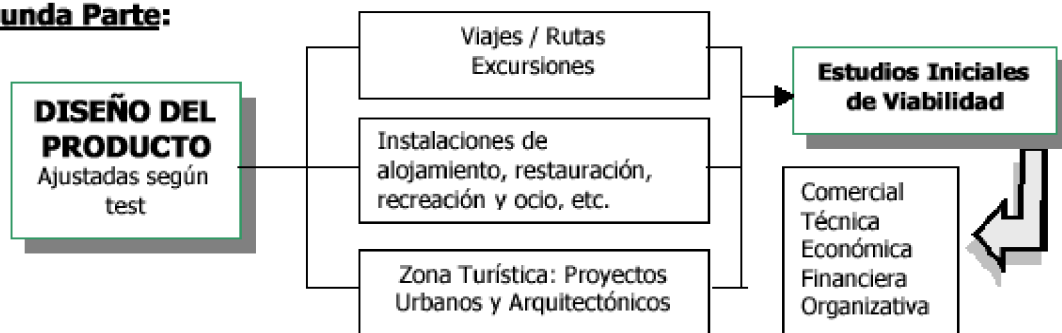 unda Parte:
DISEÑO DEL
PRODUCTO
Ajustadas según
test
Viajes / Rutas
Excursiones
Instalaciones de
alojamiento, restauración,
recreación y ocio, etc.
Zona Turística: Proyectos
Urbanos y Arquitectónicos
Estudios Iniciales
de Viabilidad
Comercial
Técnica
Económica
Financiera
Organizativa